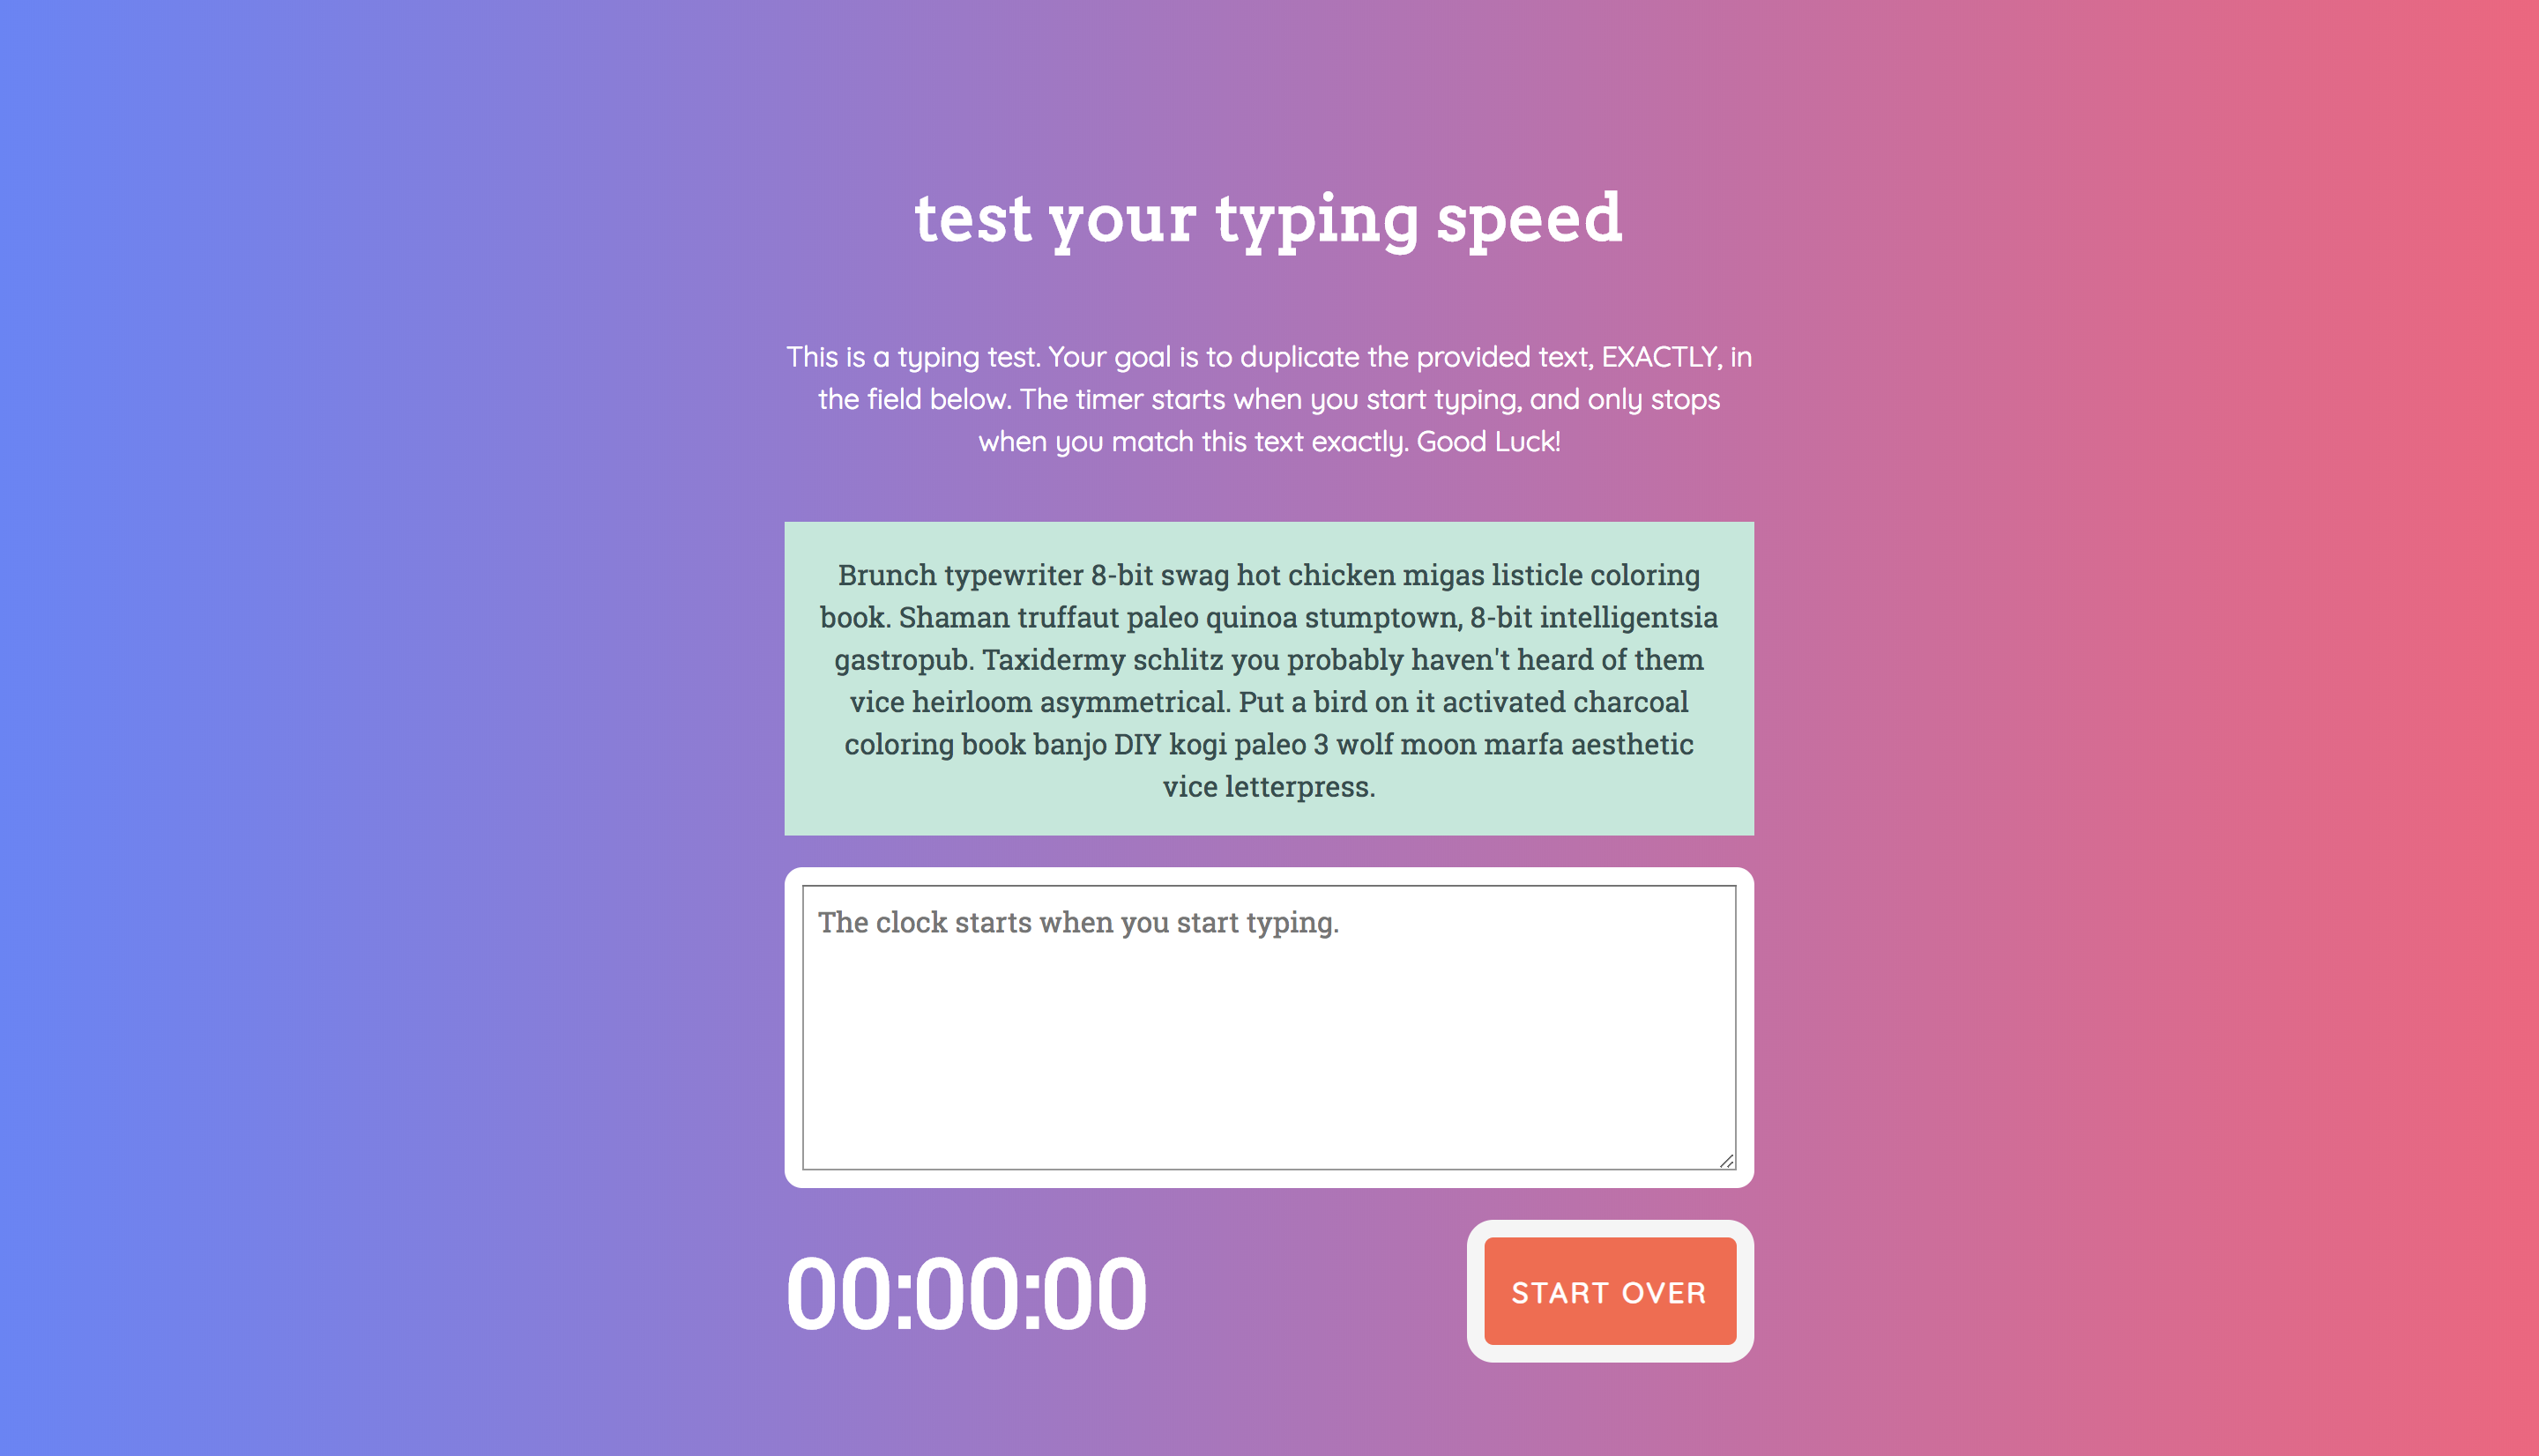 test your typing speed
This is a typing test. Your goal is to duplicate the provided text, EXACTLY, in
the field below. The timer starts when you start typing, and only stops
when you match this text exactly. Good Luck!
Brunch typewriter 8-bit swag hot chicken migas listicle coloring
book. Shaman truffaut paleo quinoa stumptown, 8-bit intelligentsia
gastropub. Taxidermy schlitz you probably haven't heard of them
vice heirloom asymmetrical. Put a bird on it activated charcoal
coloring book banjo DIY kogi paleo 3 wolf moon marfa aesthetic
vice letterpress.
The clock starts when you start typing.
00:00:00
START OVER